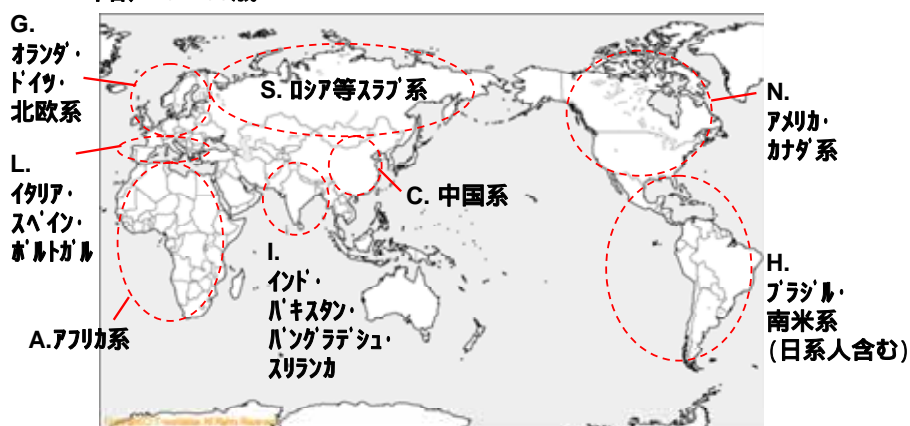 G.
オランダ・
ドイツ・
北欧系
L.
イタリア・
スペイン・
ポルトガル
A.アフリカ系
S. ロシア等スラブ系
C. 中国系
I.
インド・
パキスタン・
バングラデシュ・
スリランカ
N.
アメリカ・
カナダ系
H.
ブラジル・
南米系
(日系人含む)